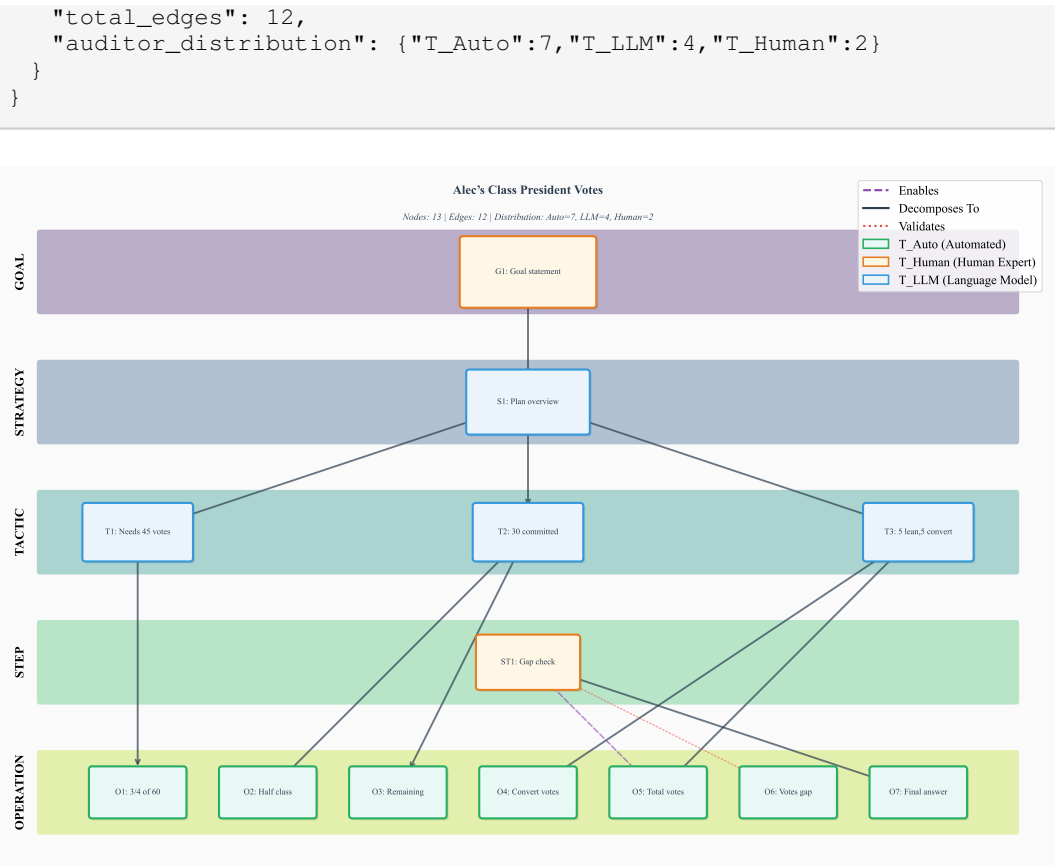 "total_edges": 12,
"auditor_distribution": {"T_Auto":7,"T_LLM":4,"T_Human":2}
}
}
Alec's Class President Votes
Nodes: 13 | Edges: 12 | Distribution: Auto=7, LLM=4, Human=2
Enables
Decomposes To
Validates
T_Auto (Automated)
T_Human (Human Expert)
T_LLM (Language Model)
GOAL
G1: Goal statement
STRATEGY
S1: Plan overview
TACTIC
T1: Needs 45 votes
T2: 30 committed
T3: 5 lean,5 convert
STEP
ST1: Gap check
OPERATION
O1: 3/4 of 60
O2: Half class
O3: Remaining
O4: Convert votes
O5: Total votes
O6: Votes gap
O7: Final answer